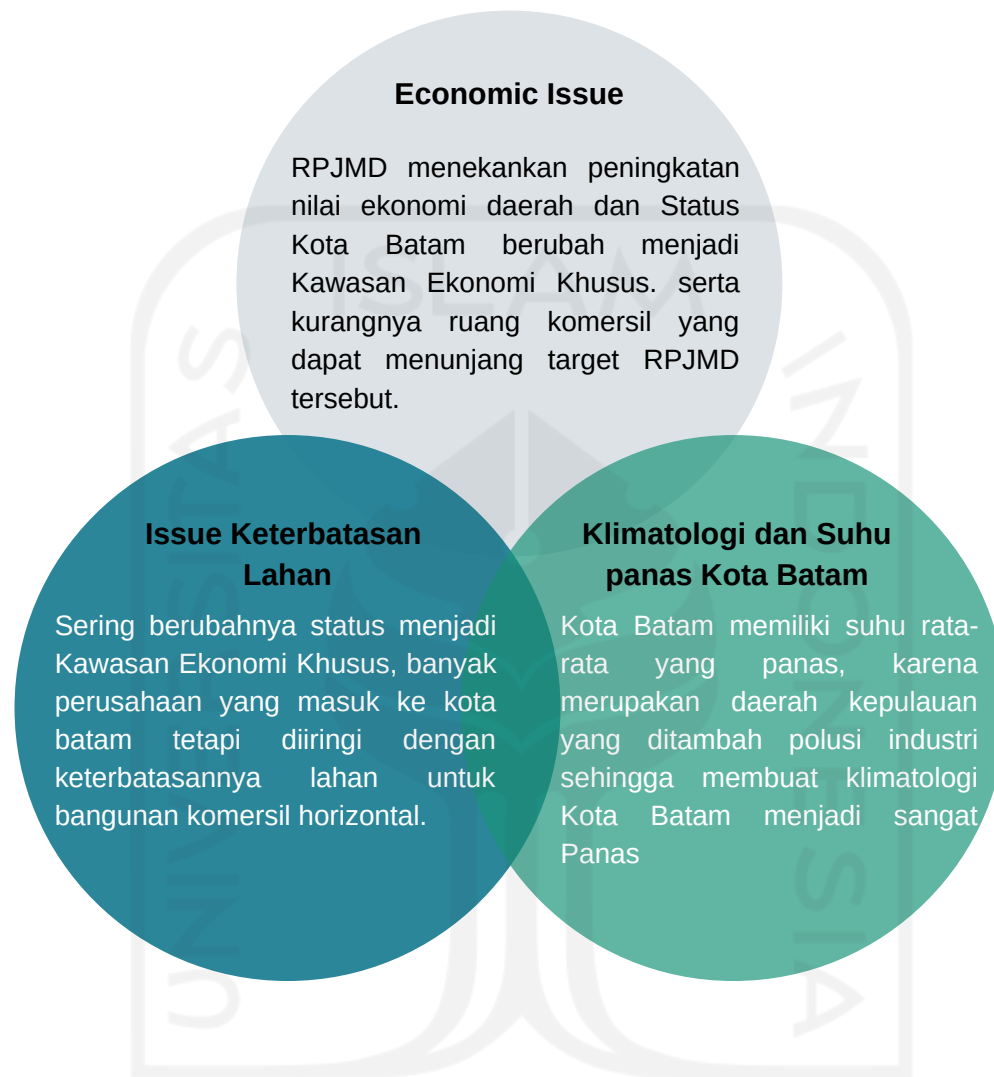 Economic Issue
RPJMD menekankan peningkatan
nilai ekonomi daerah dan Status
Kota Batam berubah menjadi
Kawasan Ekonomi Khusus. serta
kurangnya ruang komersil yang
dapat menunjang target RPJMD
tersebut.
Issue Keterbatasan
Lahan
Sering berubahnya status menjadi
Kawasan Ekonomi Khusus, banyak
perusahaan yang masuk ke kota
batam tetapi diiringi dengan
keterbatasannya lahan untuk
bangunan komersil horizontal.
Klimatologi dan Suhu
panas Kota Batam
Kota Batam memiliki suhu rata-
rata yang panas, karena
merupakan daerah kepulauan
yang ditambah polusi industri
sehingga membuat klimatologi
Kota Batam menjadi sangat
Panas
UNIVERSITAS
ISLAM
INDONESIA